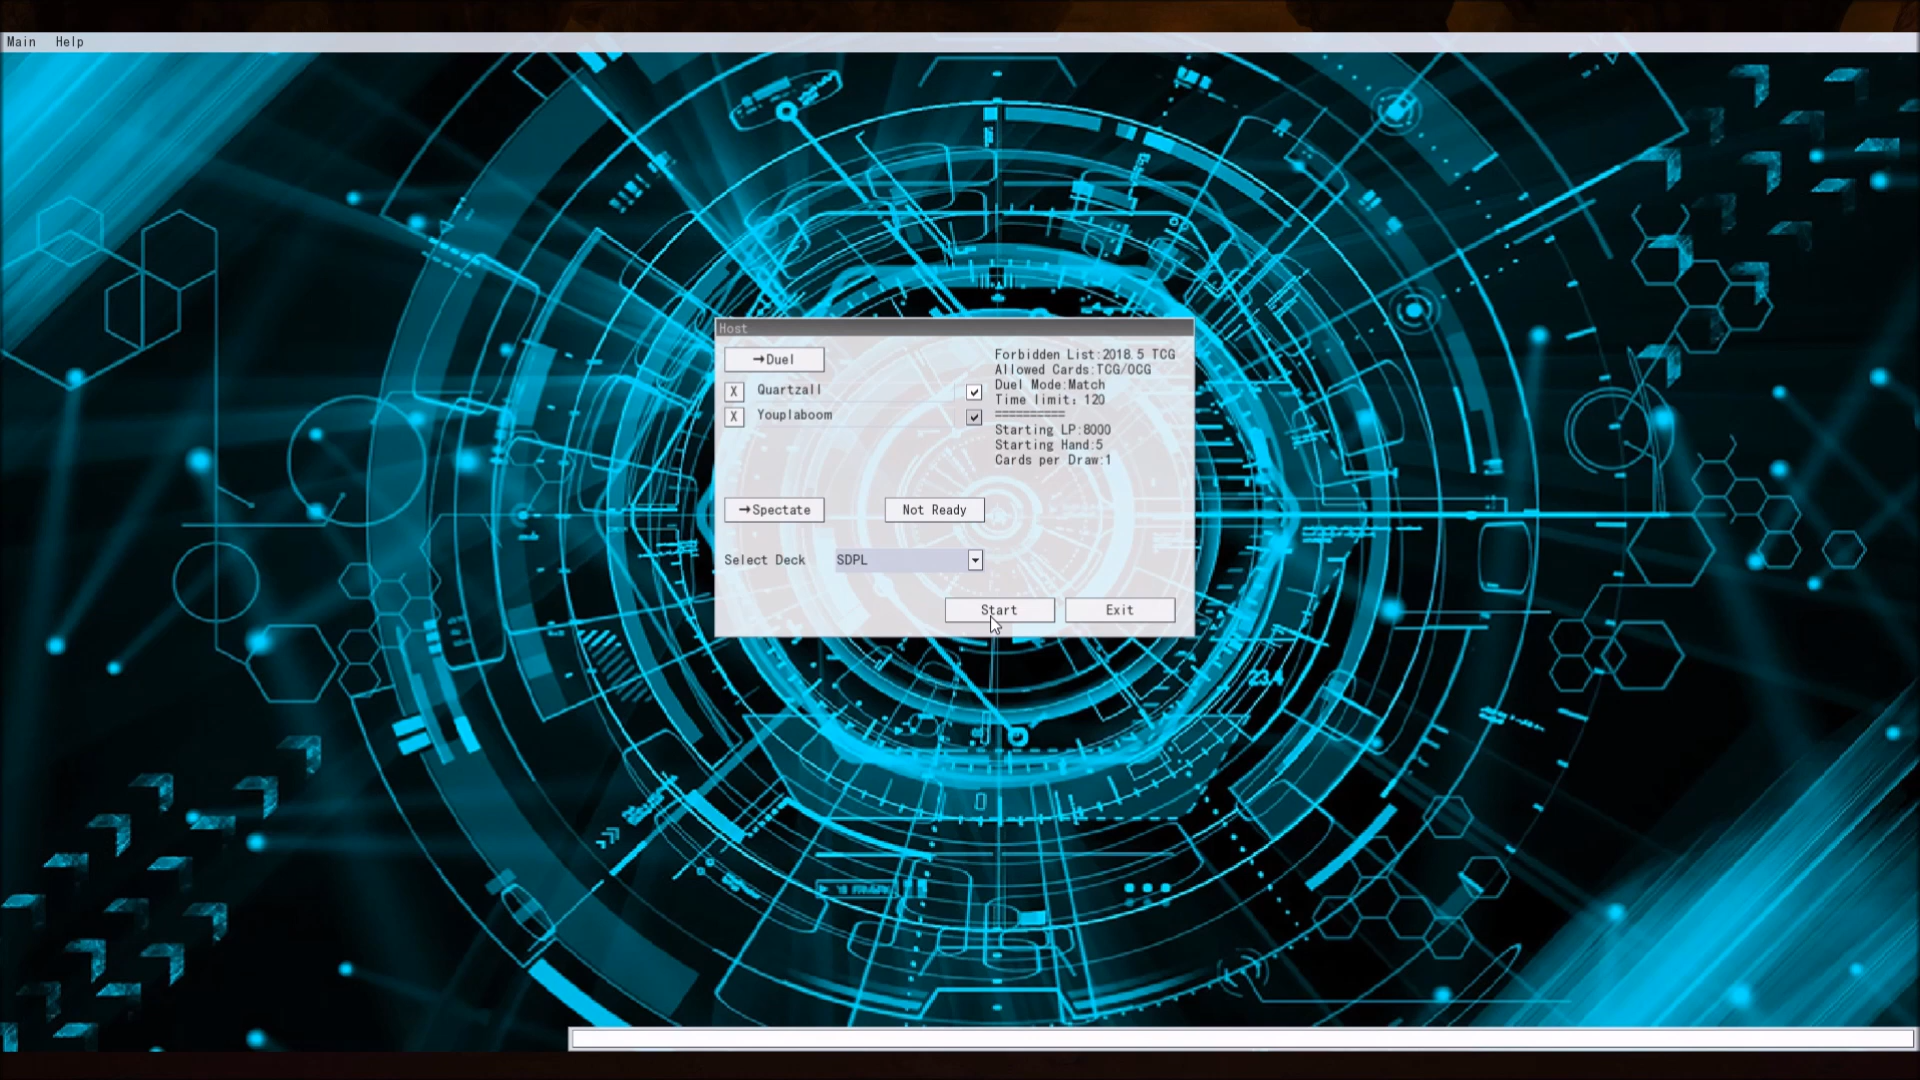 Main Help
Host
→Duel
X Quartzall
X Youplaboom
Forbidden List:2018.5 TCG
Allowed Cards:TCG/OCG
Duel Mode:Match
Time limit: 120
==========
Starting LP:8000
Starting Hand:5
Cards per Draw:1
→Spectate
Not Ready
Select Deck SDPL
Start
Exit
23.4